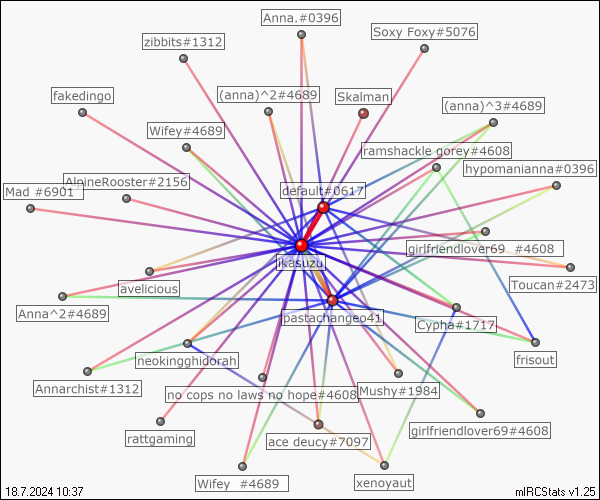 Anna.#0396
Soxy Foxy#5076
zibbits#1312
fakedingo
(anna)^2#4689
Skalman
(anna)^3#4689
Wifey#4689
ramshackle gorey#4608
hypomanianna#0396
AlpineRooster#2156
Mad #6901
default#0617
girlfriendlover69 #4608
jkasuzu
Toucan#2473
avelicious
Anna^2#4689
pastachangeo41
Cypha#1717
neokingghidorah
frisout
Annarchist#1312
no cops no laws no hope#4608
Mushy#1984
rattgaming
ace deucy#7097
girlfriendlover69#4608
Wifey #4689
xenoyaut
18.7.2024 10:37
mIRCStats v1.25